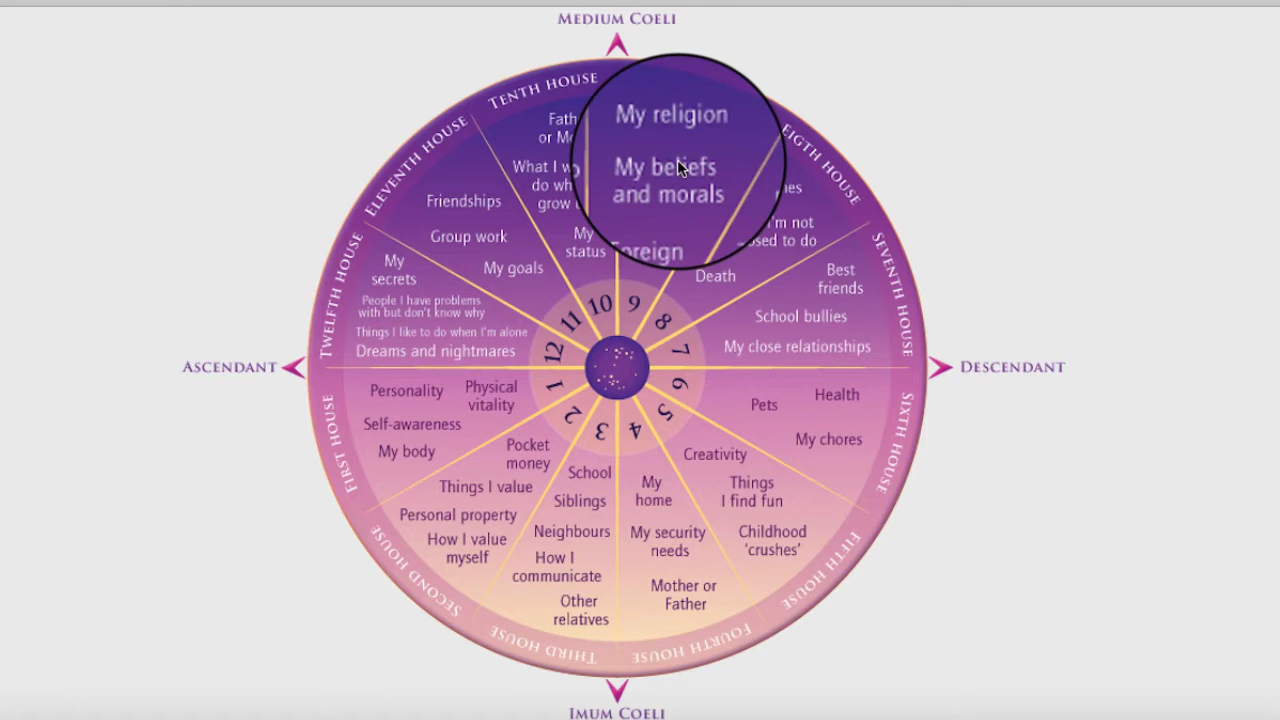 MEDIUM COELI
TENTH HOUSE
What I
do
grow
My
status
ELEVENTH HOUSE
Friendships
Group work
My goals
TWELFTH HOUSE
My
secrets
People I have problems
with but don't know why
Things I like to do when I'm alone
Dreams and nightmares
My religion
My beliefs
and morals
Foreign
EIGTH HOUSE
I'm not
to do
Death
SEVENTH HOUSE
Best
friends
School bullies
My close relationships
10 9
11 8
12 7
1 6
2 5
3 4
ASCENDANT
DESCENDANT
FIRST HOUSE
Personality
Physical
vitality
Self-awareness
My body
SECOND HOUSE
Pocket
money
Things I value
Personal property
How I value
myself
THIRD HOUSE
School
Siblings
Neighbours
How I
communicate
Other
relatives
FOURTH HOUSE
My
home
My security
needs
Mother or
Father
FIFTH HOUSE
Creativity
Things
I find fun
Childhood
'crushes'
SIXTH HOUSE
Health
Pets
My chores
IMUM COELI